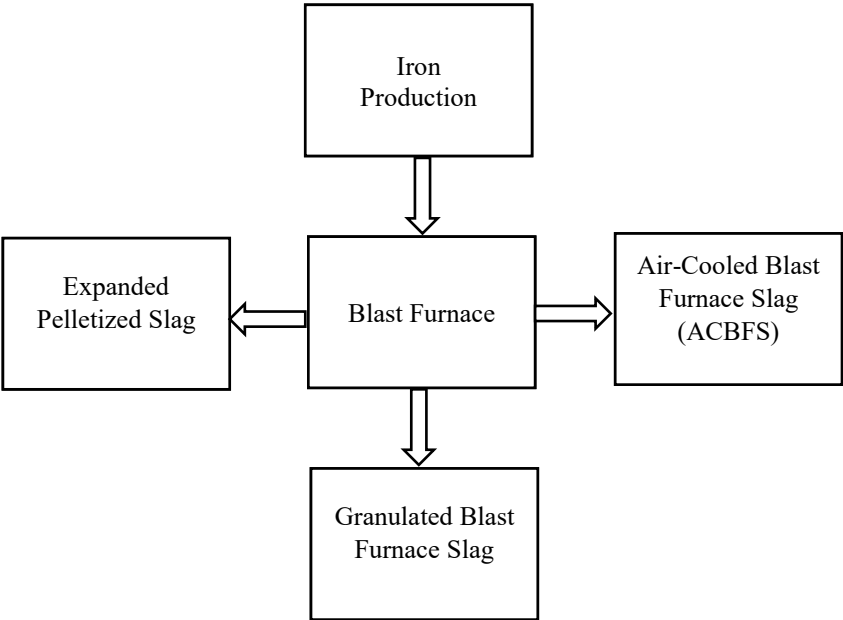 Iron
Production
Expanded
Pelletized Slag
Blast Furnace
Air-Cooled Blast
Furnace Slag
(ACBFS)
Granulated Blast
Furnace Slag